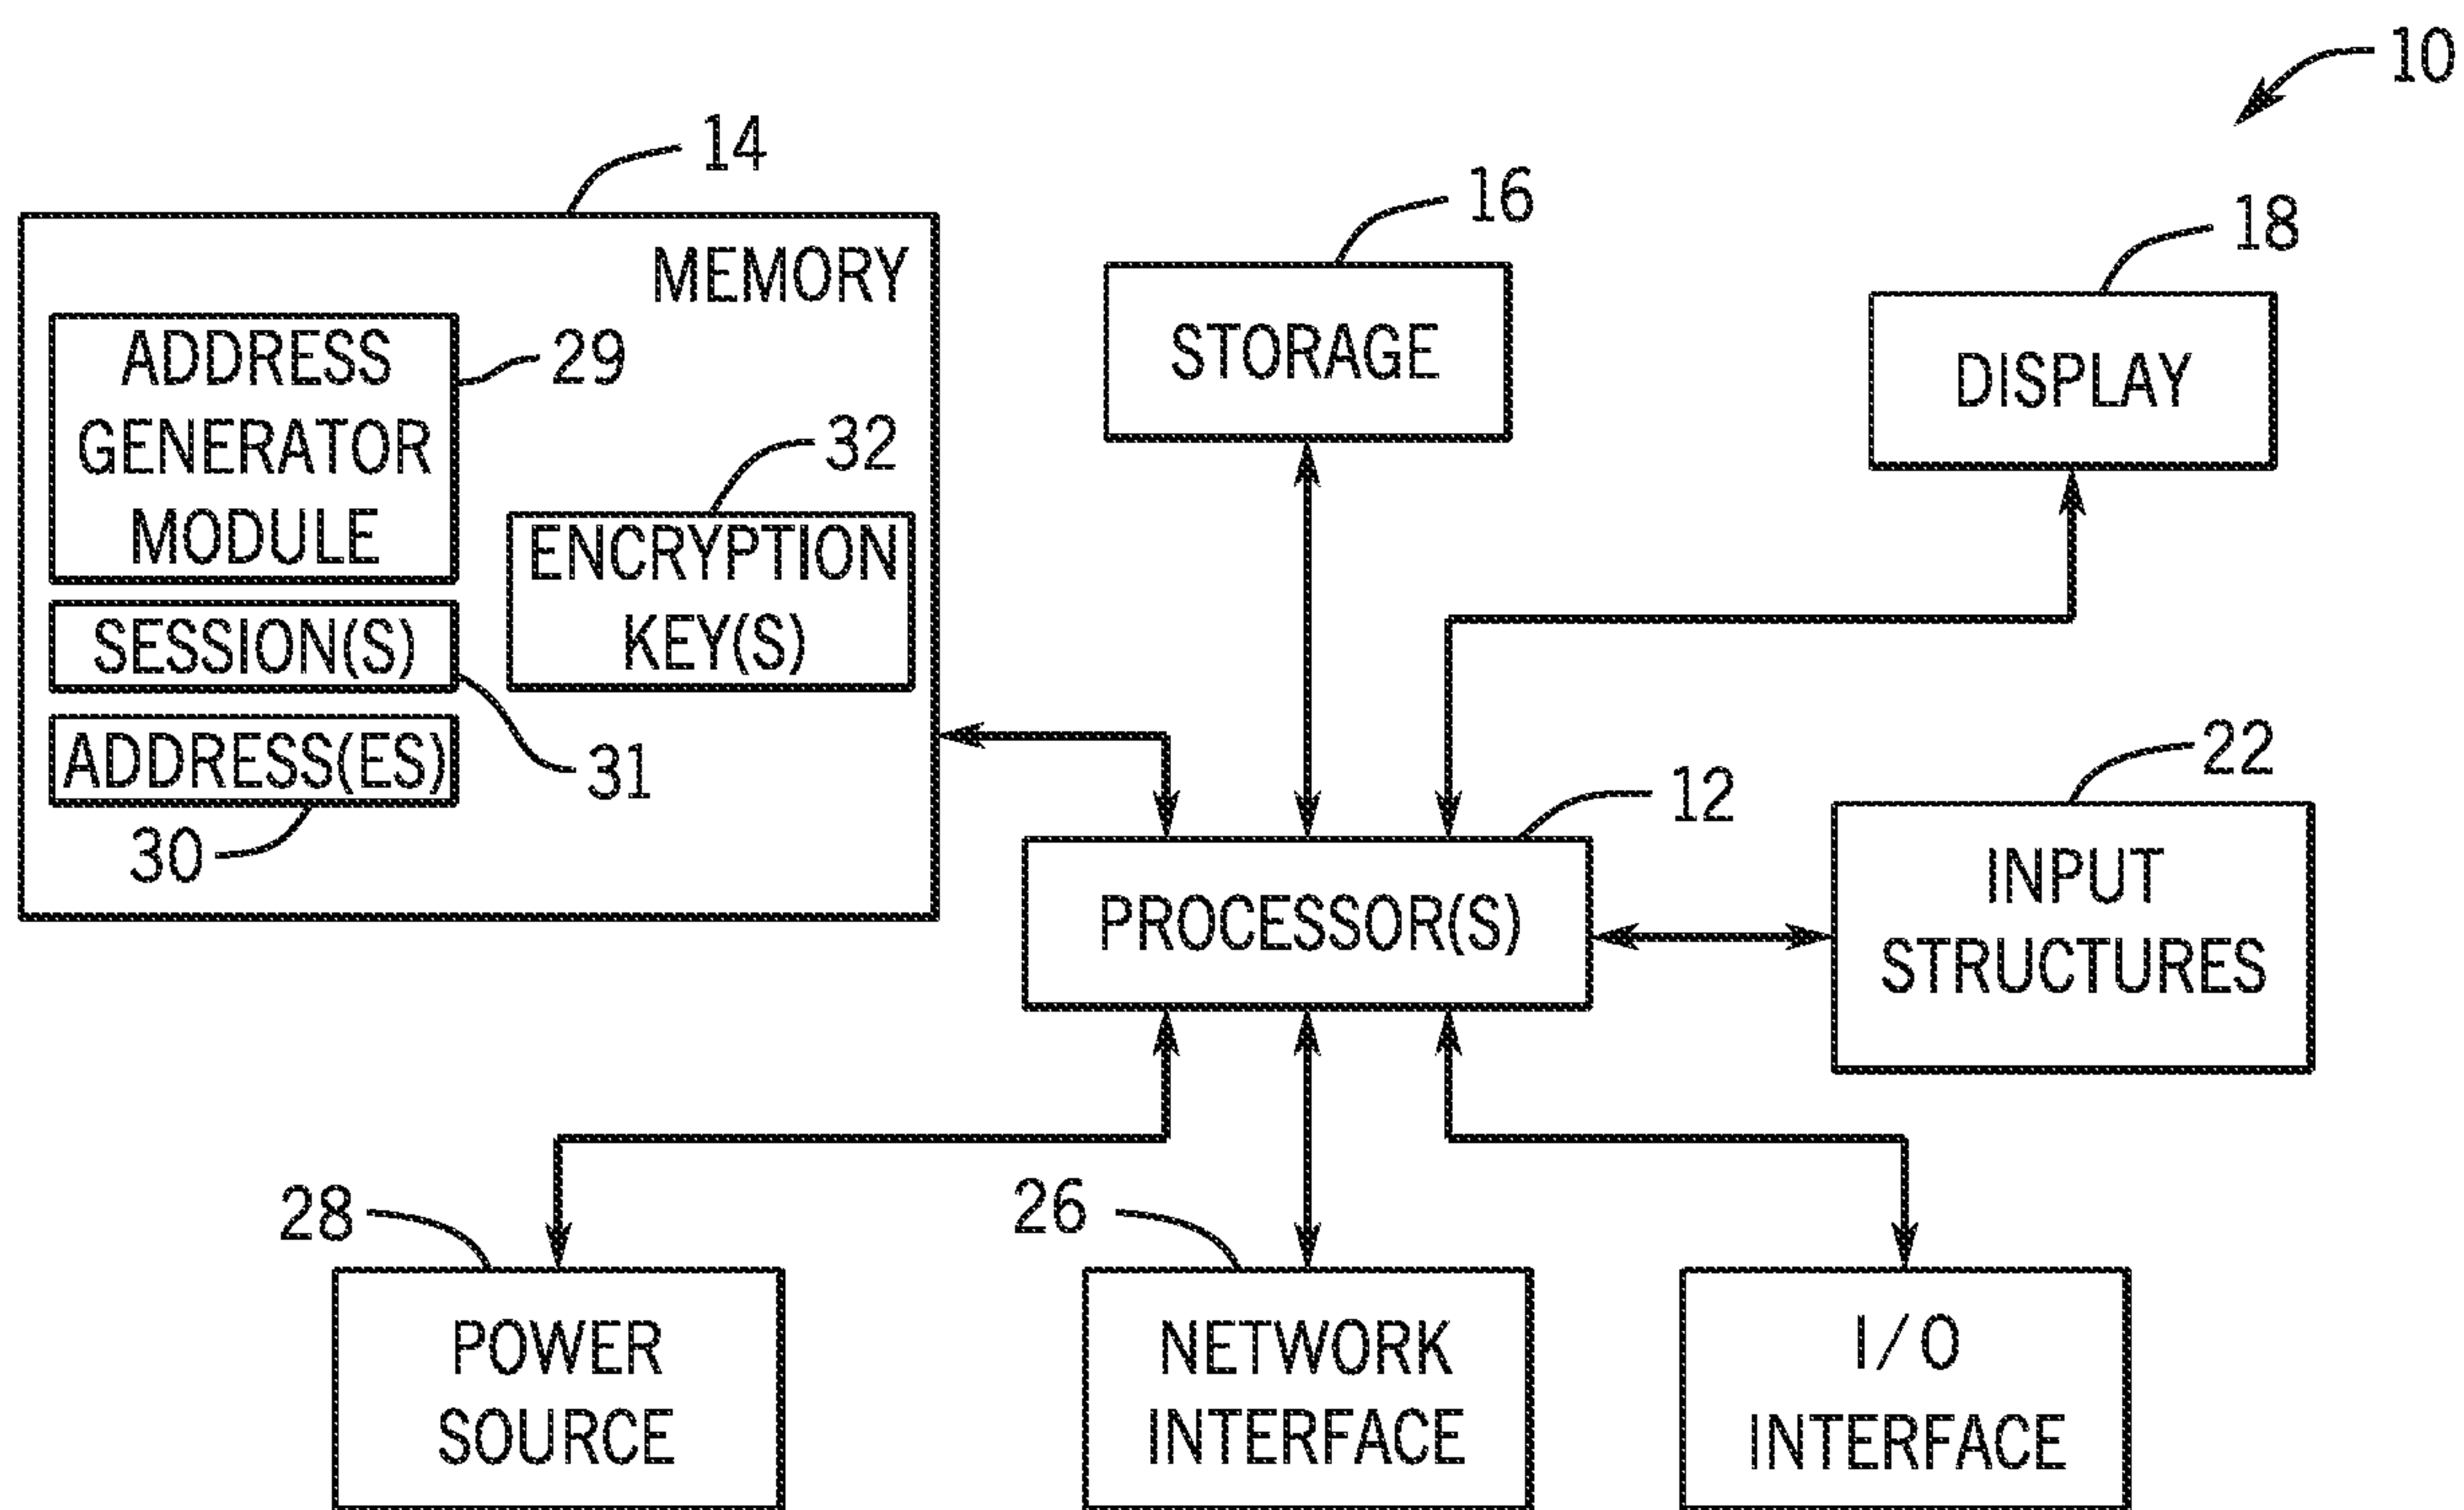 10
14
16
18
MEMORY
ADDRESS
GENERATOR
MODULE
29
32
ENCRYPTION
KEY(S)
SESSION(S)
31
ADDRESS(ES)
30
STORAGE
DISPLAY
12
PROCESSOR(S)
22
INPUT
STRUCTURES
28
POWER
SOURCE
26
NETWORK
INTERFACE
I/O
INTERFACE